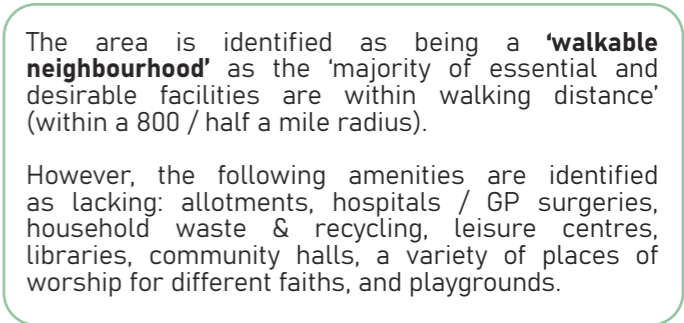 The area is identified as being a ‘walkable
neighbourhood’ as the ‘majority of essential and
desirable facilities are within walking distance’
(within a 800 / half a mile radius).
However, the following amenities are identified
as lacking: allotments, hospitals / GP surgeries,
household waste & recycling, leisure centres,
libraries, community halls, a variety of places of
worship for different faiths, and playgrounds.